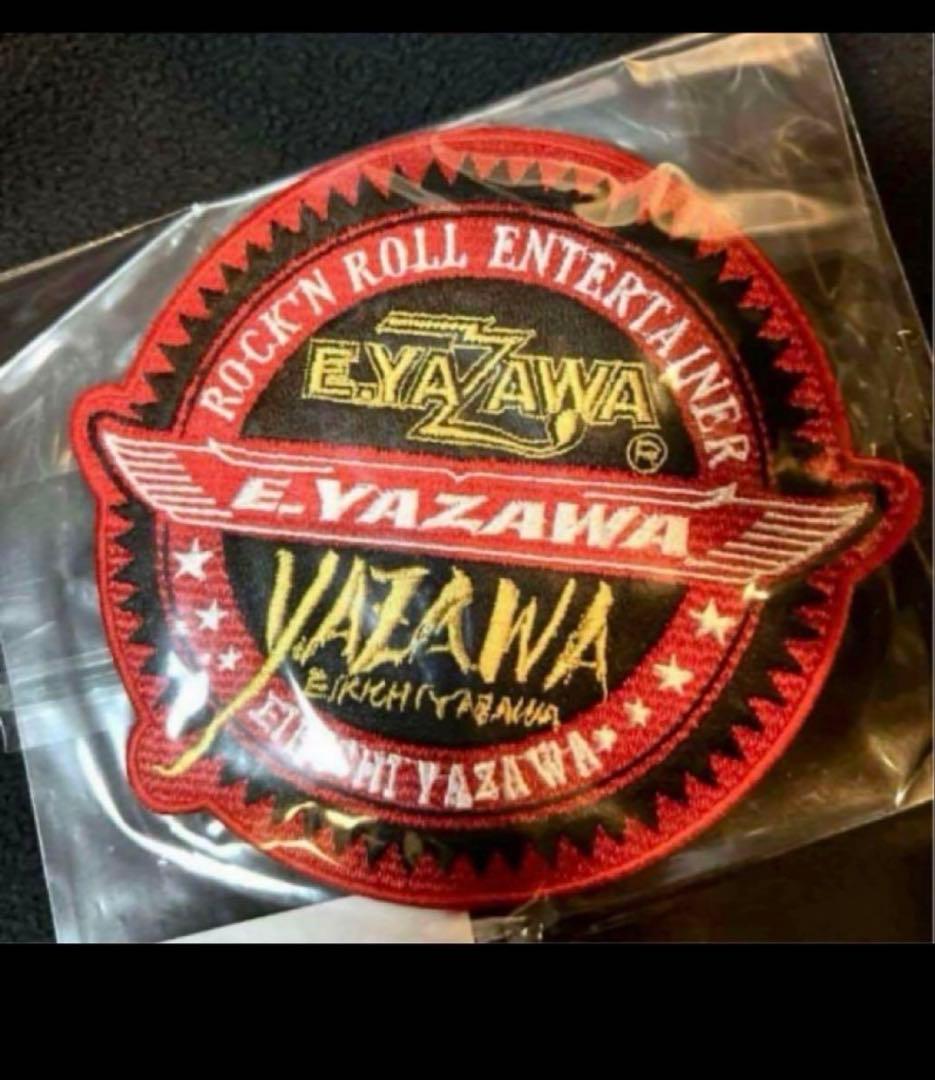 ROCK'N ROLL ENTERTAINER
E.YAZAWA
®
E.YAZAWA
YAZAWA
EIKICHI YAZAWA
YAZAWA